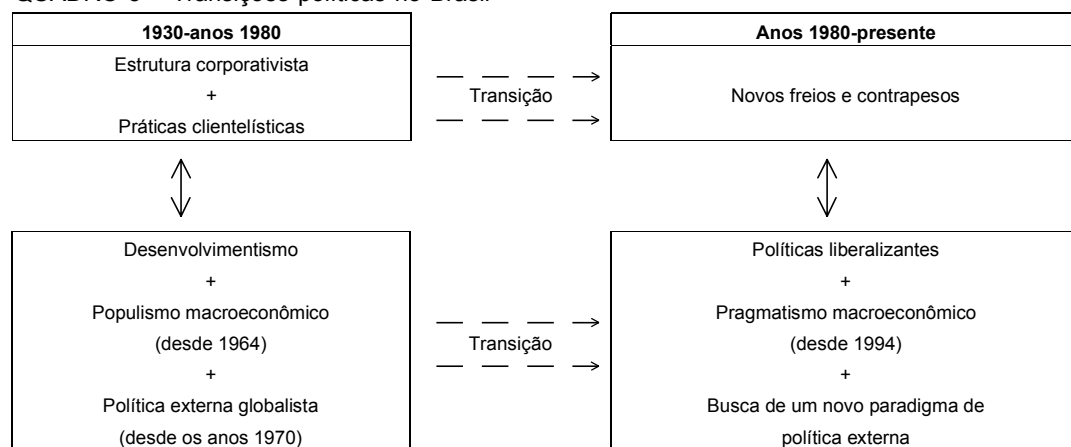 QUADRO 6 – Transições políticas no Brasil
1930-anos 1980
Anos 1980-presente
Estrutura corporativista
+
Práticas clientelísticas
Transição
Novos freios e contrapesos
Desenvolvimentismo
+
Populismo macroeconômico
(desde 1964)
+
Política externa globalista
(desde os anos 1970)
Transição
Políticas liberalizantes
+
Pragmatismo macroeconômico
(desde 1994)
+
Busca de um novo paradigma de
política externa